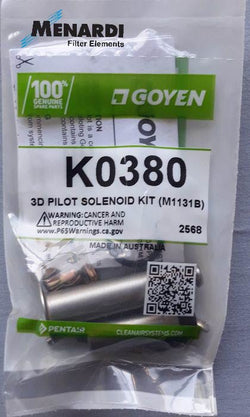 MENARDI
Filter Elements
100%
GENUINE
SPARE PARTS
GOYEN
K0380
3D PILOT SOLENOID KIT (M1131B)
WARNING: CANCER AND
REPRODUCTIVE HARM
www.P65Warnings.ca.gov
2568
MADE IN AUSTRALIA
PENTAIR
CLEANAIRSYSTEMS.COM